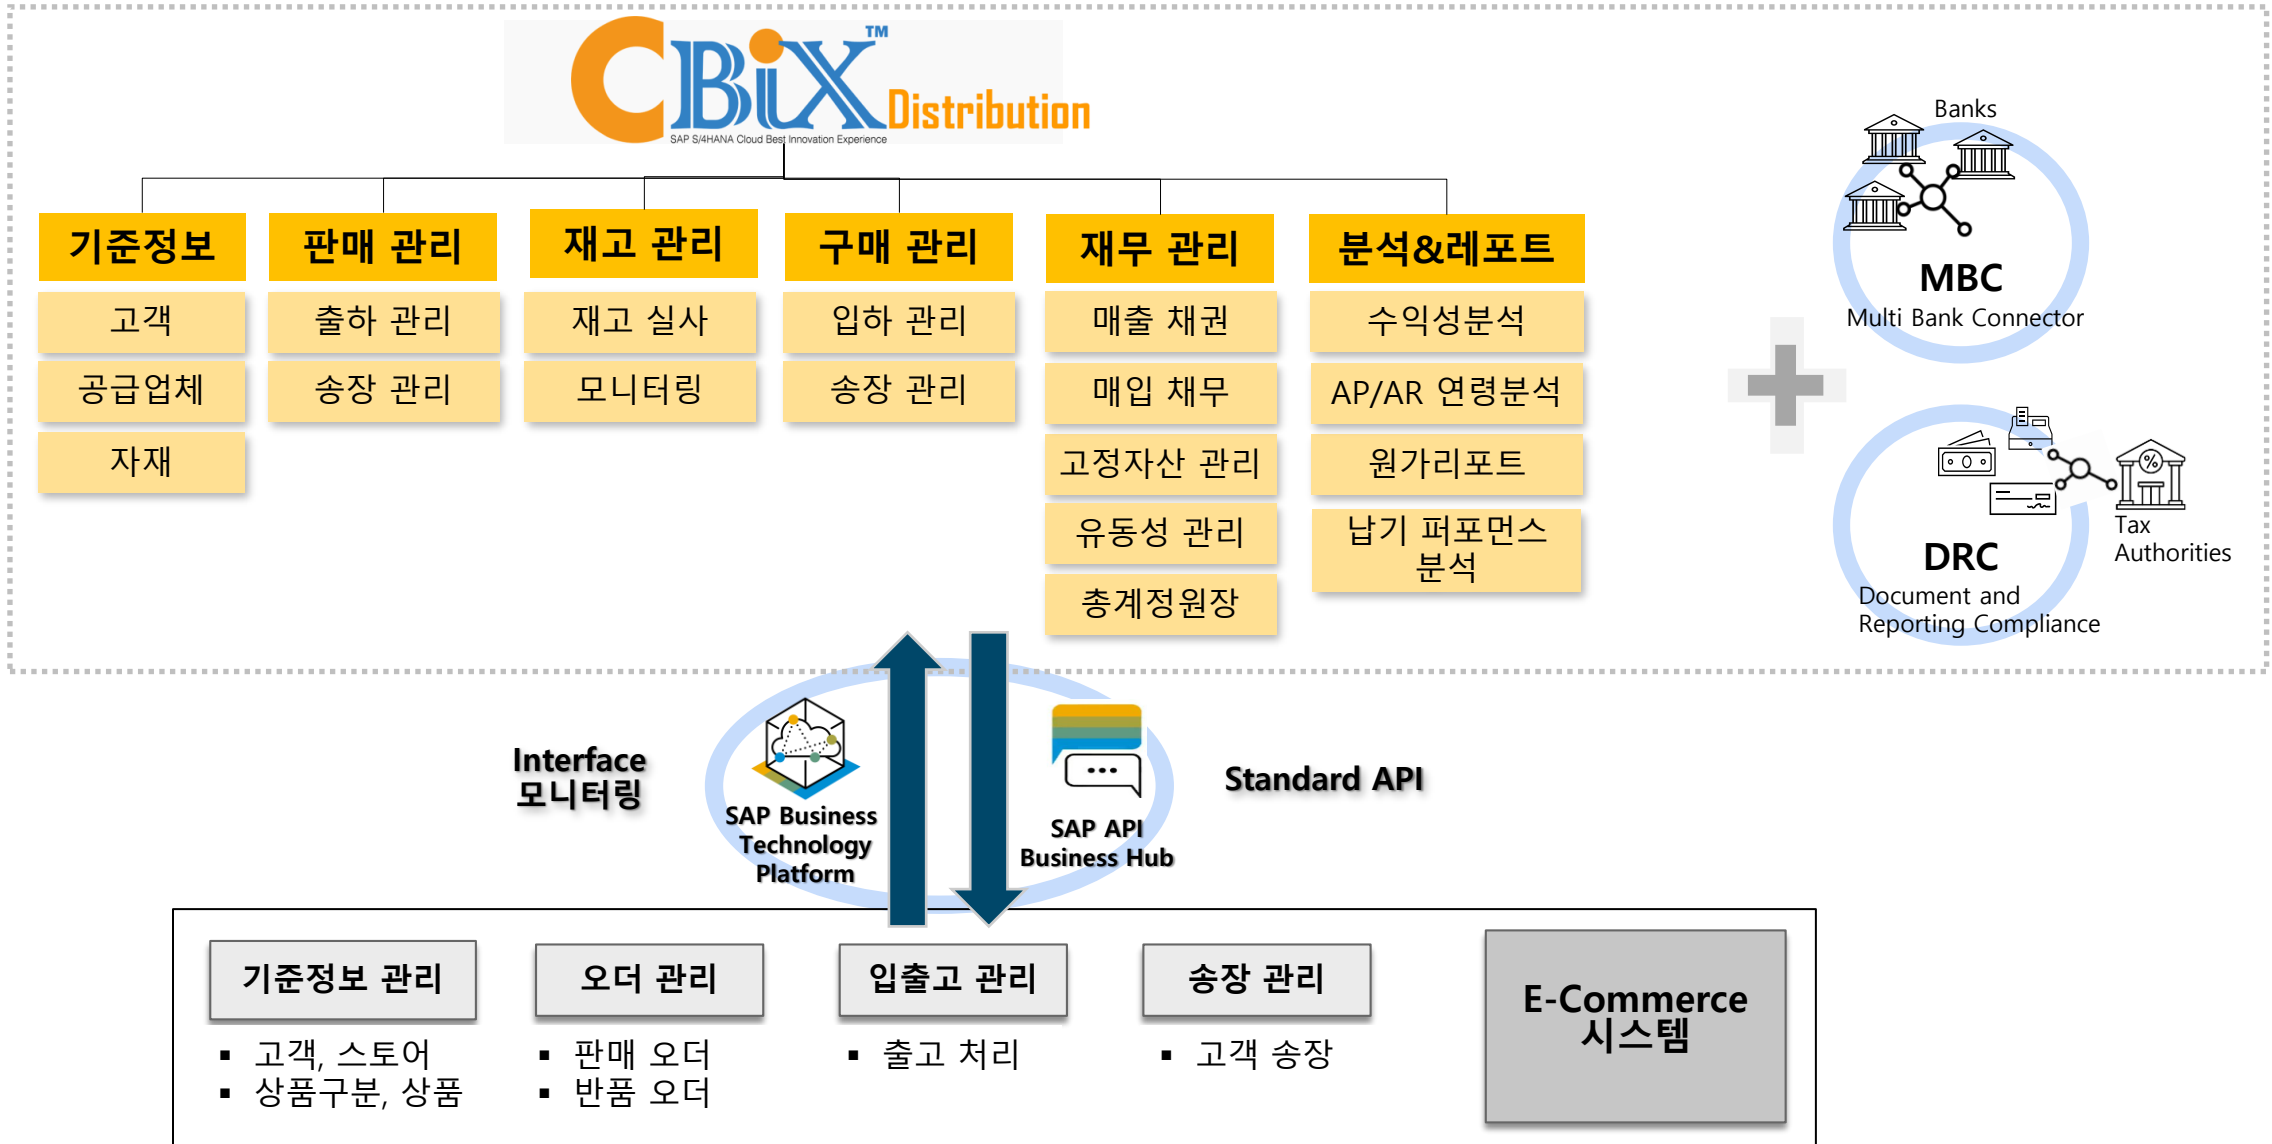 CBiX™ Distribution
SAP S/4HANA Cloud Best Innovation Experience
기준정보
고객
공급업체
자재
판매 관리
출하 관리
송장 관리
재고 관리
재고 실사
모니터링
구매 관리
입하 관리
송장 관리
재무 관리
매출 채권
매입 채무
고정자산 관리
유동성 관리
총계정원장
분석&레포트
수익성분석
AP/AR 연령분석
원가리포트
납기 퍼포먼스
분석
Banks
MBC
Multi Bank Connector
%
Tax
Authorities
DRC
Document and
Reporting Compliance
Interface
모니터링
SAP Business
Technology
Platform
SAP API
Business Hub
Standard API
기준정보 관리
▪ 고객, 스토어
▪ 상품구분, 상품
오더 관리
▪ 판매 오더
▪ 반품 오더
입출고 관리
▪ 출고 처리
송장 관리
▪ 고객 송장
E-Commerce
시스템